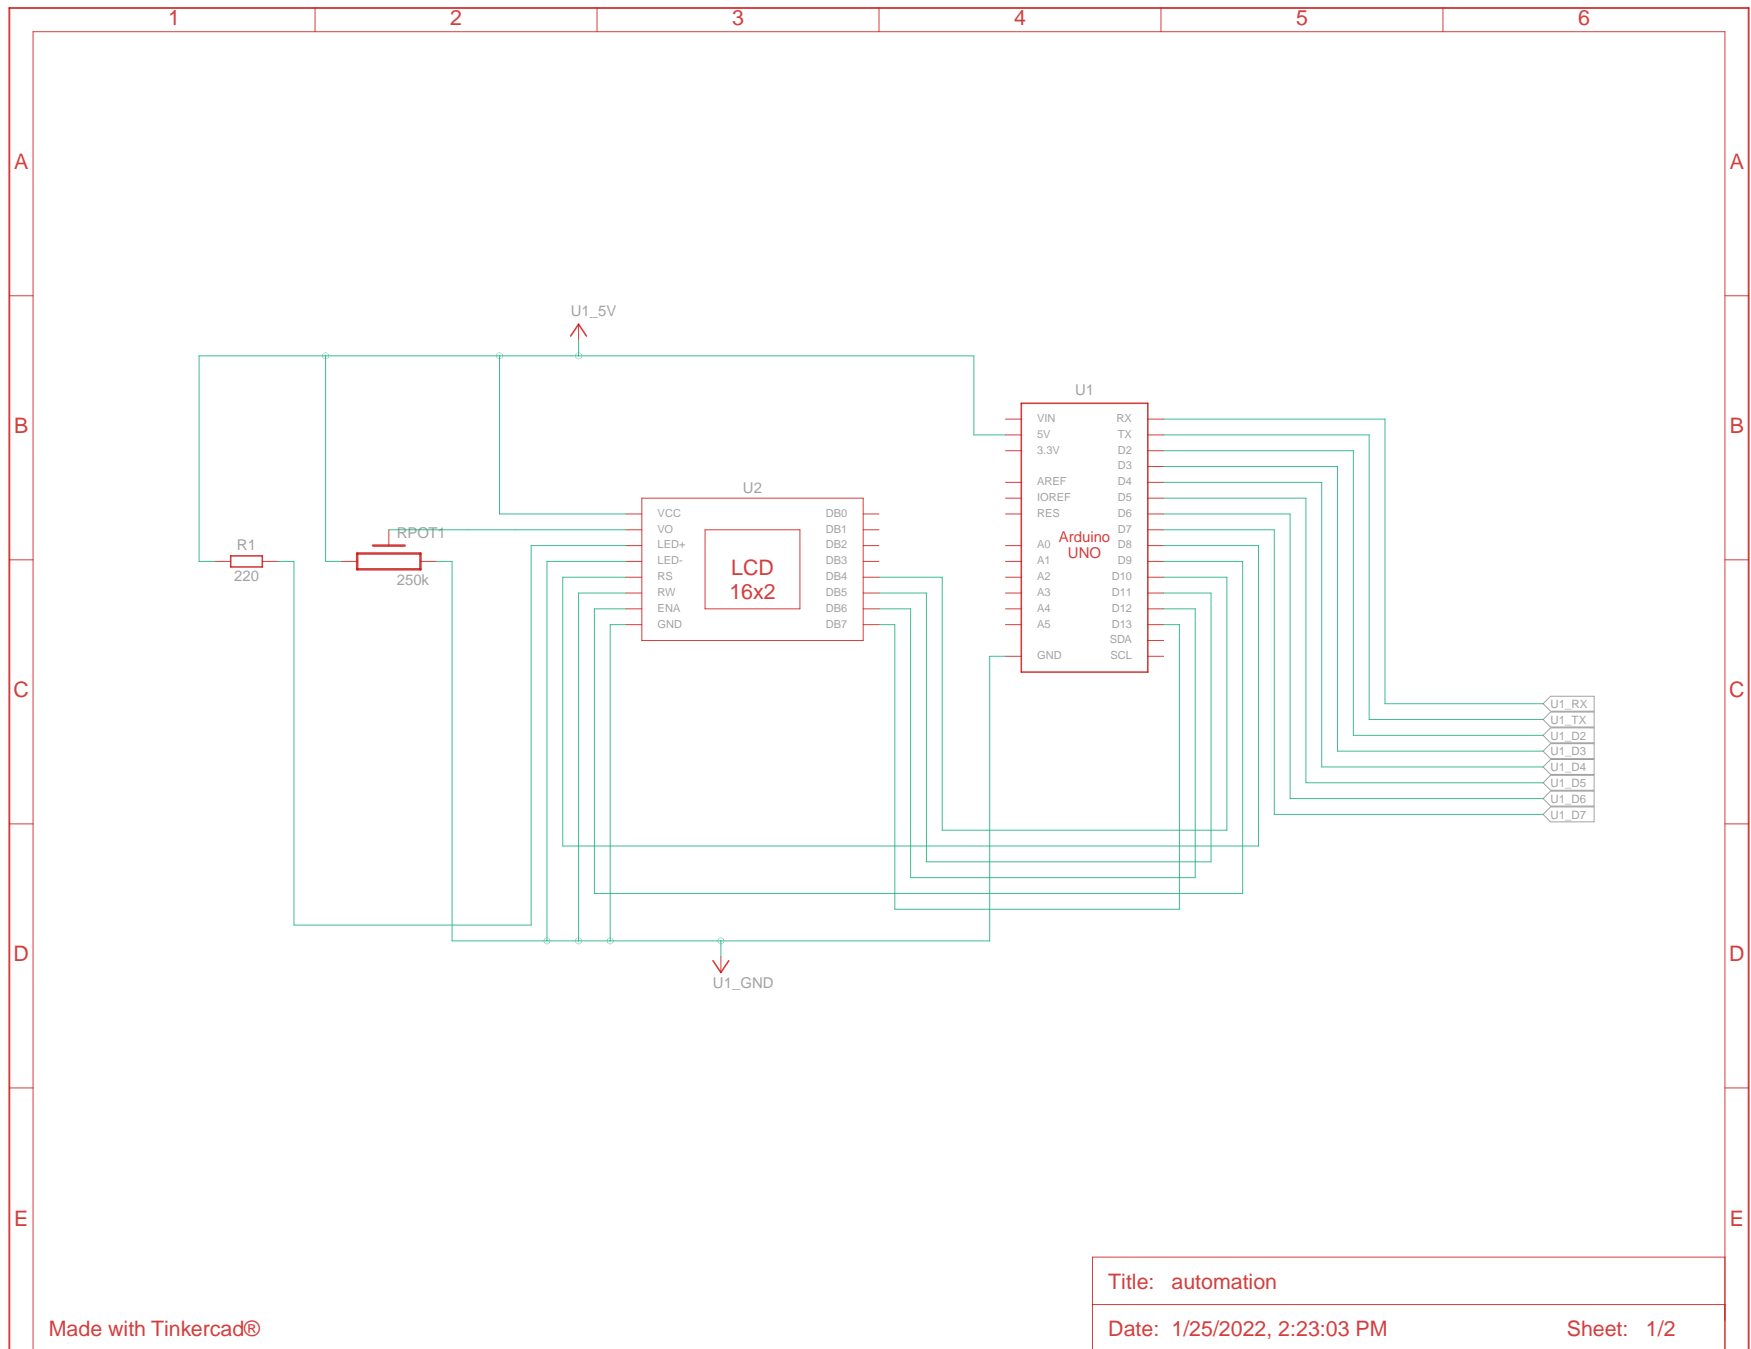 1 2 3 4 5 6
A A
U1_5V
U1
B B
VIN RX
5V TX
3.3V D2
D3
AREF D4
IOREF D5
RES D6
D7
A0 D8
A1 D9
A2 D10
A3 D11
A4 D12
A5 D13
SDA
GND SCL
Arduino
UNO
U2
VCC DB0
VO DB1
LED+ DB2
LED- DB3
RS DB4
RW DB5
ENA DB6
GND DB7
LCD
16x2
RPOT1
250k
R1
220
C C
U1_RX
U1_TX
U1_D2
U1_D3
U1_D4
U1_D5
U1_D6
U1_D7
D D
U1_GND
E E
Title: automation
Made with Tinkercad®
Date: 1/25/2022, 2:23:03 PM Sheet: 1/2